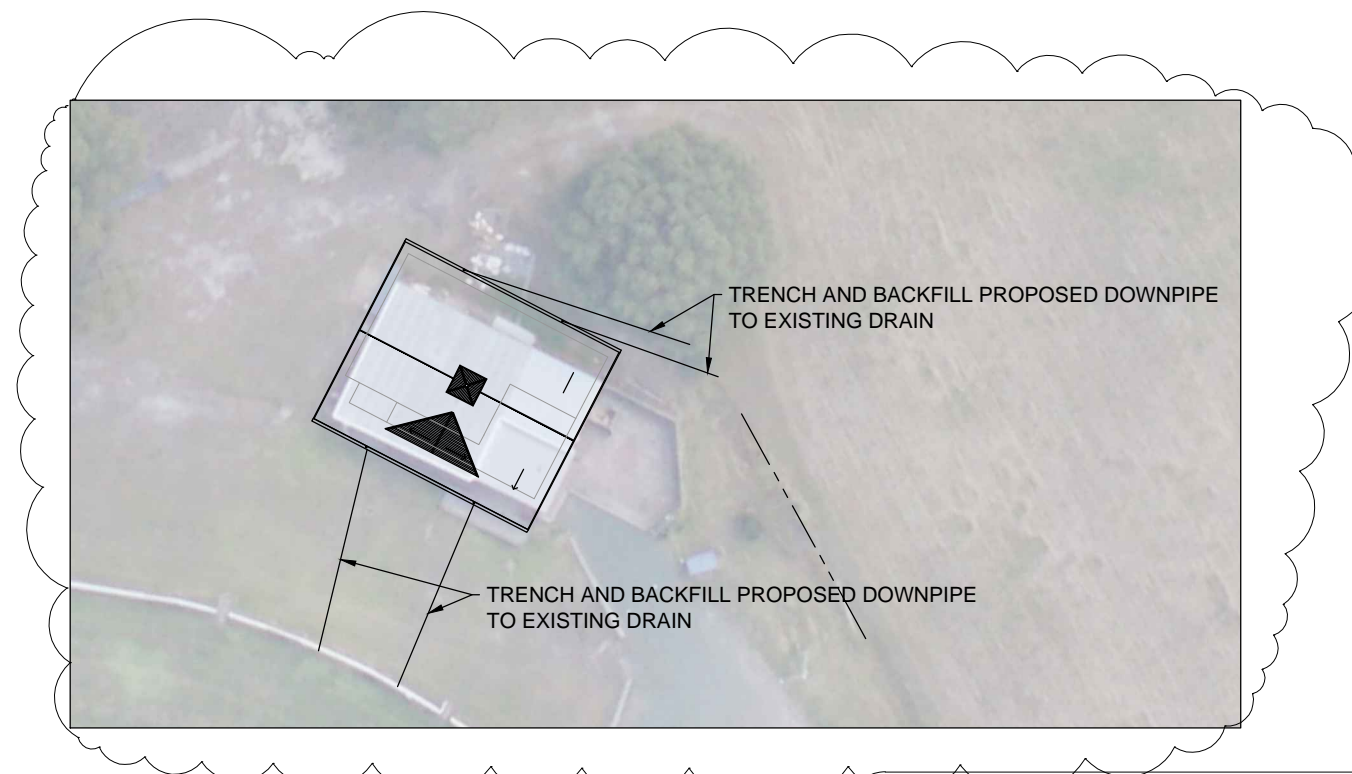 TRENCH AND BACKFILL PROPOSED DOWNPIPE
TO EXISTING DRAIN
TRENCH AND BACKFILL PROPOSED DOWNPIPE
TO EXISTING DRAIN